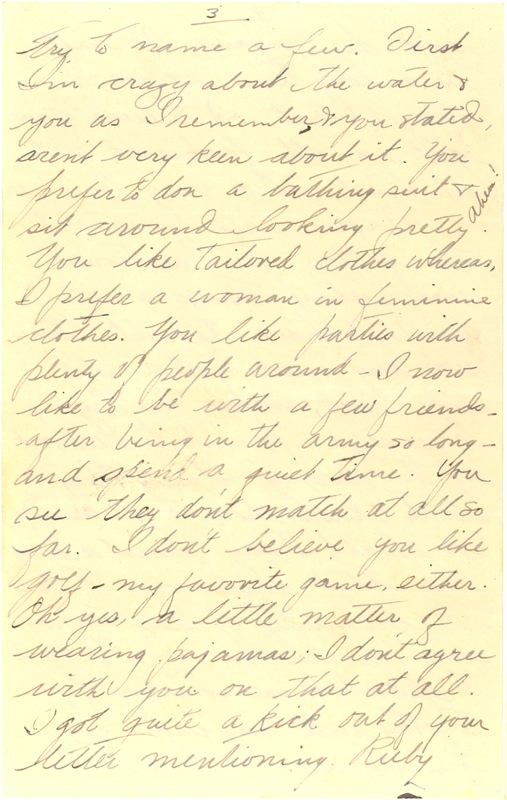 3
try to name a few. First
I'm crazy about the water &
you as I remember, & you stated,
aren't very keen about it. You
prefer to don a bathing suit &
sit around looking pretty. ahem!
You like tailored clothes whereas,
I prefer a woman in feminine
clothes. You like parties with
plenty of people around - I now
like to be with a few friends -
after being in the army so long -
and spend a quiet time. You
see they don't match at all so
far. I don't believe you like
golf - my favorite game, either.
Oh yes, a little matter of
wearing pajamas; I don't agree
with you on that at all.
I got quite a kick out of your
letter mentioning Ruby